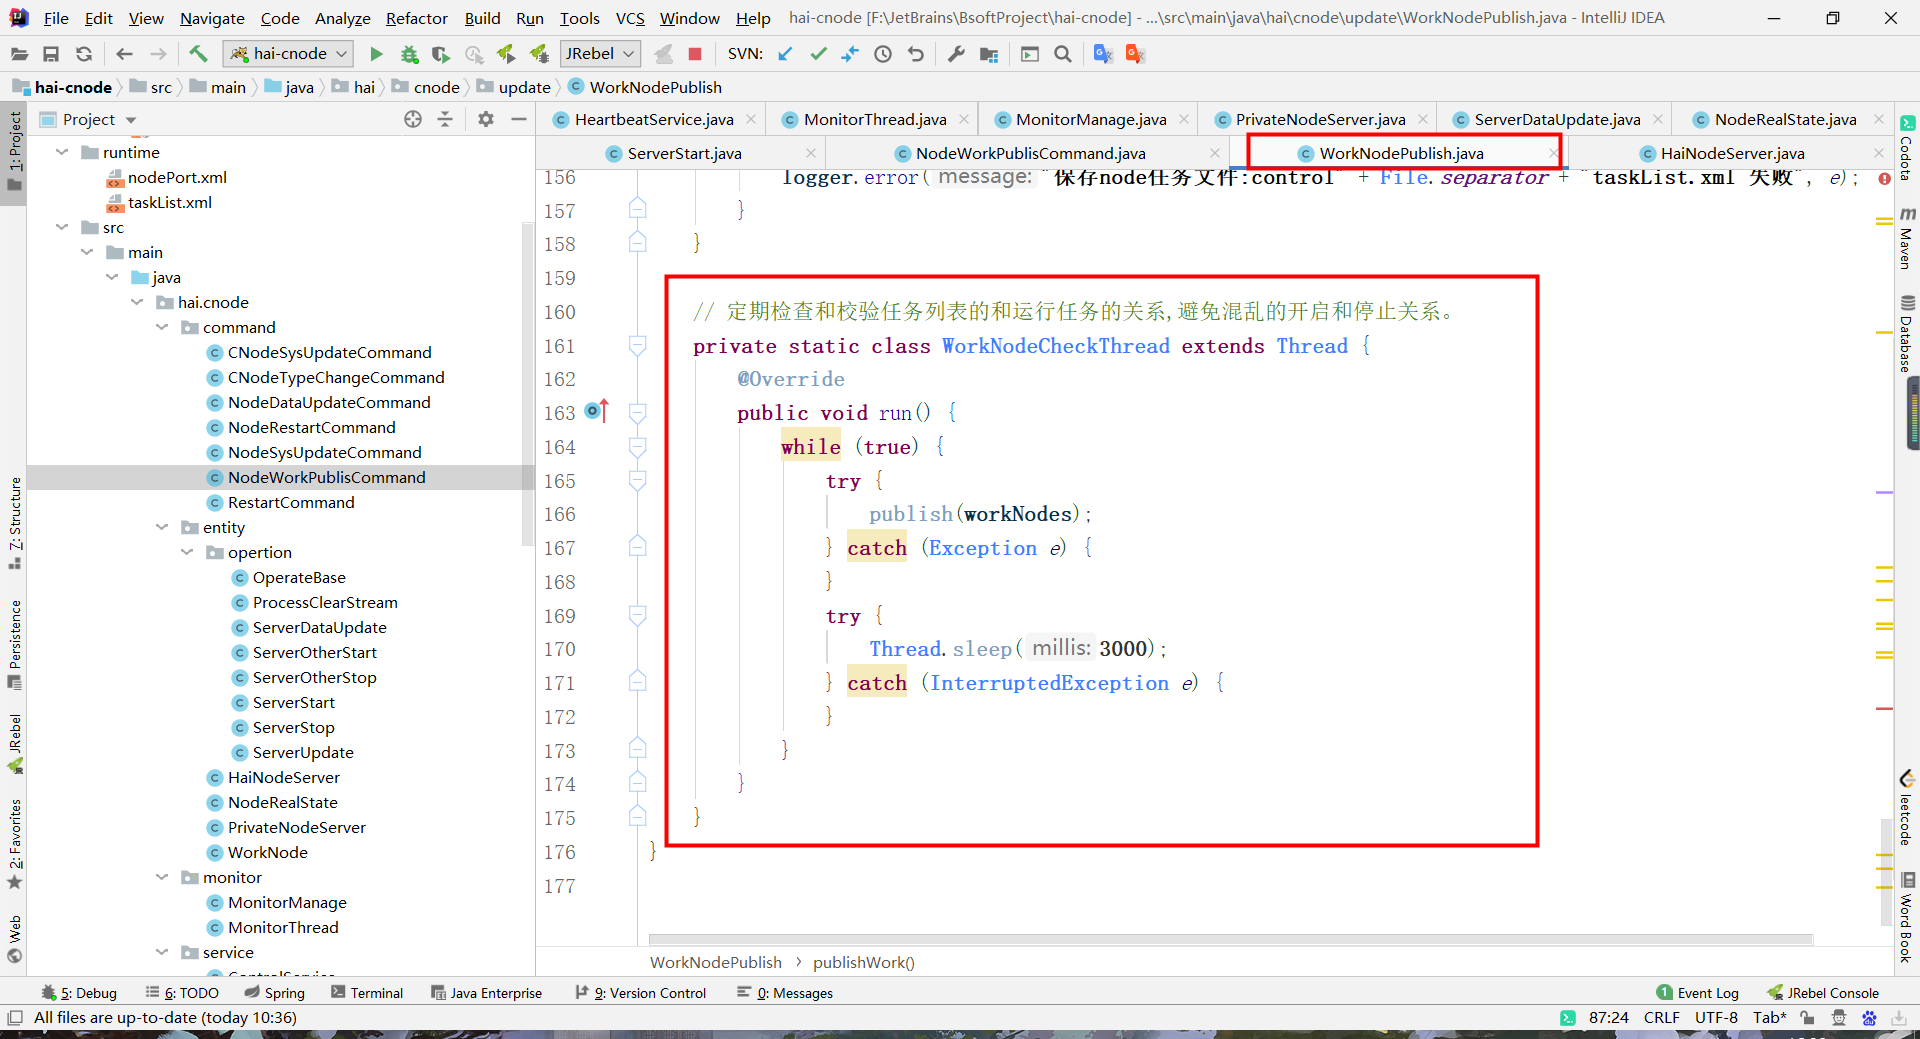 File Edit View Navigate Code Analyze Refactor Build Run Tools VCS Window Help hai-cnode [F:\JetBrains\BsoftProject\hai-cnode] - ...\src\main\java\hai\cnode\update\WorkNodePublish.java - IntelliJ IDEA
hai-cnode JRebel SVN:
hai-cnode src main java hai cnode update WorkNodePublish
Project
HeartbeatService.java MonitorThread.java MonitorManage.java PrivateNodeServer.java ServerDataUpdate.java NodeRealState.java
ServerStart.java NodeWorkPublisCommand.java WorkNodePublish.java HaiNodeServer.java
1: Project
7: Structure
Persistence
JRebel
2: Favorites
Web
runtime
nodePort.xml
taskList.xml
src
main
java
hai.cnode
command
CNodeSysUpdateCommand
CNodeTypeChangeCommand
NodeDataUpdateCommand
NodeRestartCommand
NodeSysUpdateCommand
NodeWorkPublisCommand
RestartCommand
entity
opertion
OperateBase
ProcessClearStream
ServerDataUpdate
ServerOtherStart
ServerOtherStop
ServerStart
ServerStop
ServerUpdate
HaiNodeServer
NodeRealState
PrivateNodeServer
WorkNode
monitor
MonitorManage
MonitorThread
service
ControlService
156 logger.error( message: "保存node任务文件:control" + File.separator + "taskList.xml 失败", e);
157 }
158 }
159
160 // 定期检查和校验任务列表的和运行任务的关系,避免混乱的开启和停止关系。
161 private static class WorkNodeCheckThread extends Thread {
162 @Override
163 public void run() {
164 while (true) {
165 try {
166 publish(workNodes);
167 } catch (Exception e) {
168 }
169 try {
170 Thread.sleep( millis: 3000);
171 } catch (InterruptedException e) {
172 }
173 }
174 }
175 }
176 }
177
WorkNodePublish › publishWork()
Codota
Maven
Database
leetcode
Word Book
5: Debug 6: TODO Spring Terminal Java Enterprise 9: Version Control 0: Messages 1 Event Log JRebel Console
All files are up-to-date (today 10:36) 87:24 CRLF UTF-8 Tab*